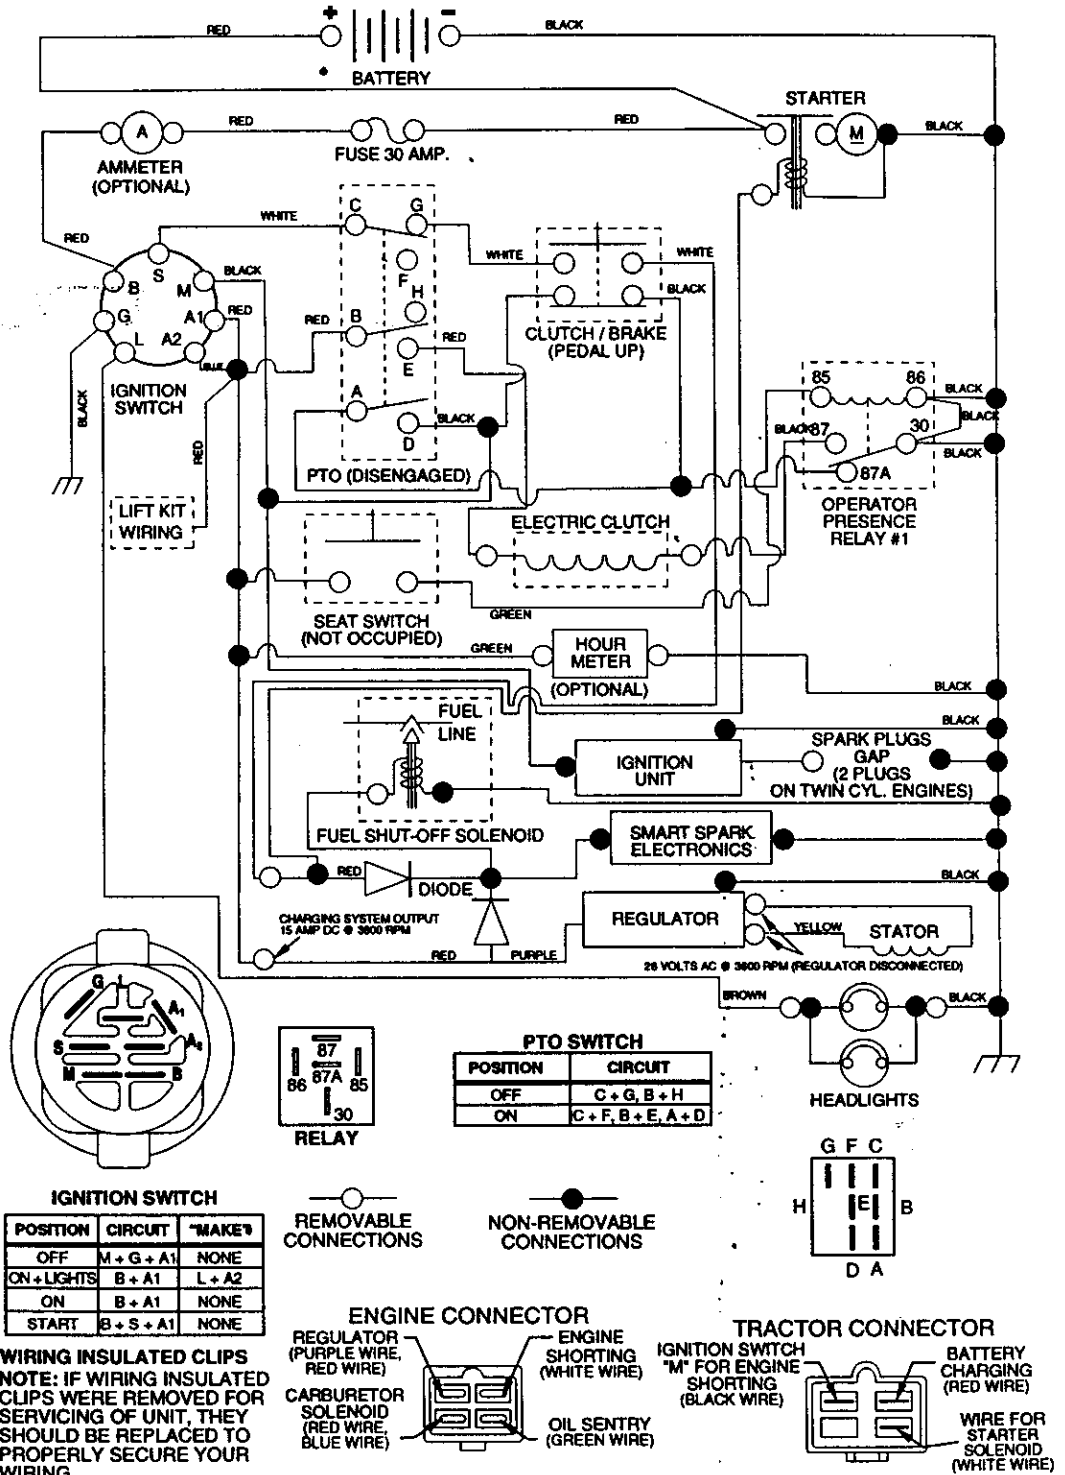 +
-
RED
BLACK
BATTERY
STARTER
A
RED
RED
M
BLACK
AMMETER
(OPTIONAL)
FUSE 30 AMP.
RED
WHITE
C
G
WHITE
WHITE
S
B
M
BLACK
F
H
BLACK
G
A1
RED
RED
B
RED
CLUTCH / BRAKE
(PEDAL UP)
L
A2
BLUE
E
IGNITION
SWITCH
A
85
86
BLACK
BLACK
BLACK
BLACK
BLACK
87
30
RED
D
BLACK
PTO (DISENGAGED)
87A
LIFT KIT
WIRING
ELECTRIC CLUTCH
OPERATOR
PRESENCE
RELAY #1
SEAT SWITCH
(NOT OCCUPIED)
GREEN
GREEN
HOUR
METER
(OPTIONAL)
BLACK
FUEL
LINE
BLACK
IGNITION
UNIT
SPARK PLUGS
GAP
(2 PLUGS
ON TWIN CYL. ENGINES)
FUEL SHUT-OFF SOLENOID
SMART SPARK
ELECTRONICS
RED
DIODE
BLACK
CHARGING SYSTEM OUTPUT
15 AMP DC @ 3600 RPM
REGULATOR
YELLOW
STATOR
RED
PURPLE
28 VOLTS AC @ 3600 RPM (REGULATOR DISCONNECTED)
BROWN
BLACK
HEADLIGHTS
G
L
A1
S
A2
M
B
87
86
87A
85
30
RELAY
PTO SWITCH
POSITION CIRCUIT
OFF C + G, B + H
ON C + F, B + E, A + D
G F C
H E B
D A
IGNITION SWITCH
POSITION CIRCUIT "MAKE"
OFF M + G + A1 NONE
ON + LIGHTS B + A1 L + A2
ON B + A1 NONE
START B + S + A1 NONE
REMOVABLE
CONNECTIONS
NON-REMOVABLE
CONNECTIONS
WIRING INSULATED CLIPS
NOTE: IF WIRING INSULATED
CLIPS WERE REMOVED FOR
SERVICING OF UNIT, THEY
SHOULD BE REPLACED TO
PROPERLY SECURE YOUR
WIRING
ENGINE CONNECTOR
REGULATOR
(PURPLE WIRE,
RED WIRE)
ENGINE
SHORTING
(WHITE WIRE)
CARBURETOR
SOLENOID
(RED WIRE,
BLUE WIRE)
OIL SENTRY
(GREEN WIRE)
TRACTOR CONNECTOR
IGNITION SWITCH
"M" FOR ENGINE
SHORTING
(BLACK WIRE)
BATTERY
CHARGING
(RED WIRE)
WIRE FOR
STARTER
SOLENOID
(WHITE WIRE)